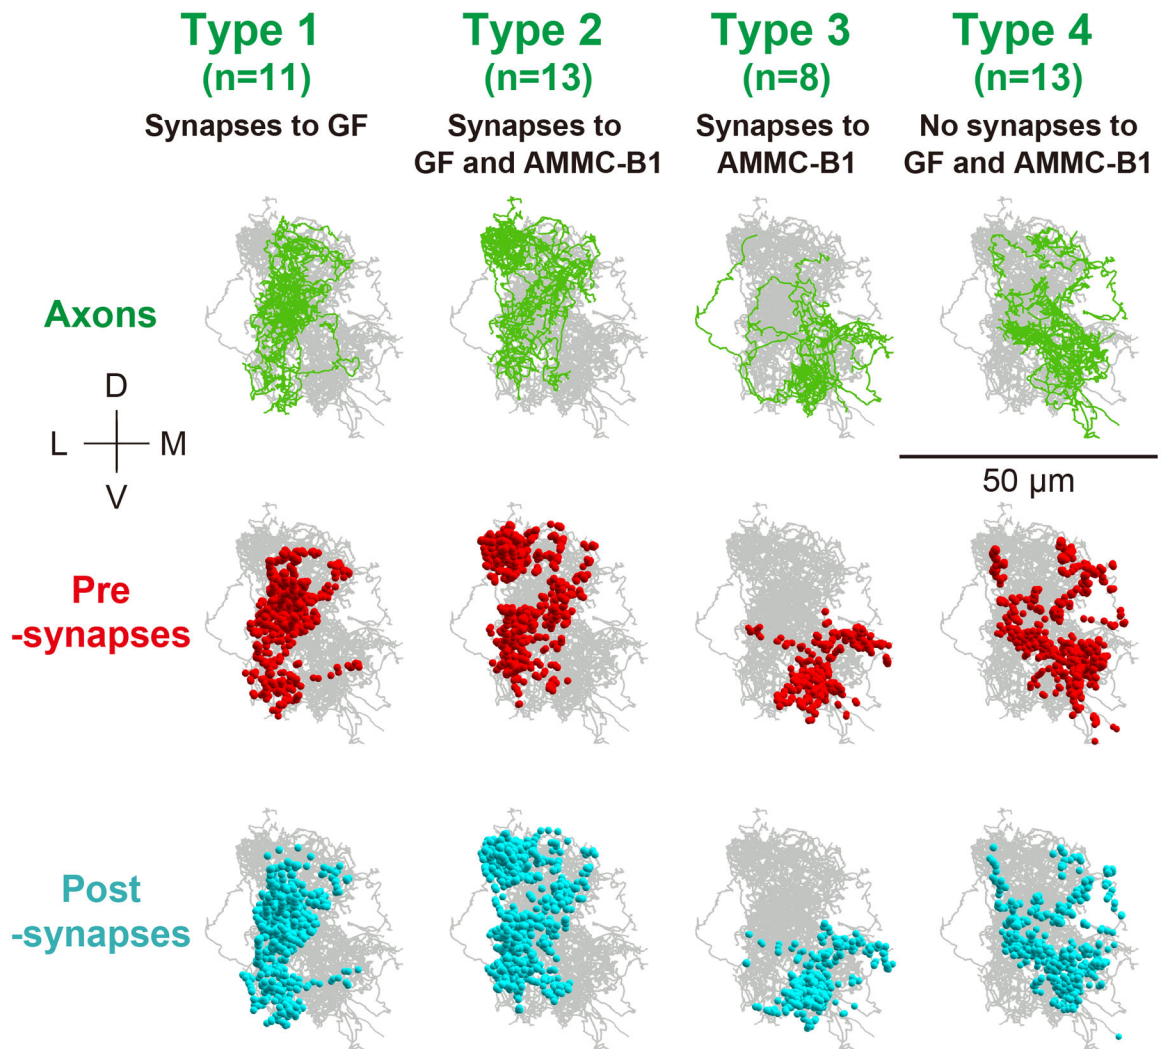 Type 1
(n=11)
Synapses to GF
Type 2
(n=13)
Synapses to
GF and AMMC-B1
Type 3
(n=8)
Synapses to
AMMC-B1
Type 4
(n=13)
No synapses to
GF and AMMC-B1
Axons
D
L
M
V
50 µm
Pre
-synapses
Post
-synapses